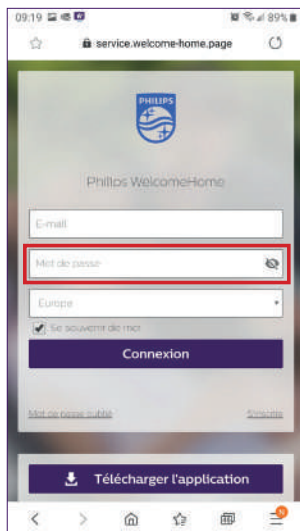 09:19 89%
service.welcome-home.page
PHILIPS
Philips WelcomeHome
E-mail
Mot de passe
Europe
Se souvenir de moi
Connexion
Mot de passe oublié S'inscrire
Télécharger l'application
N